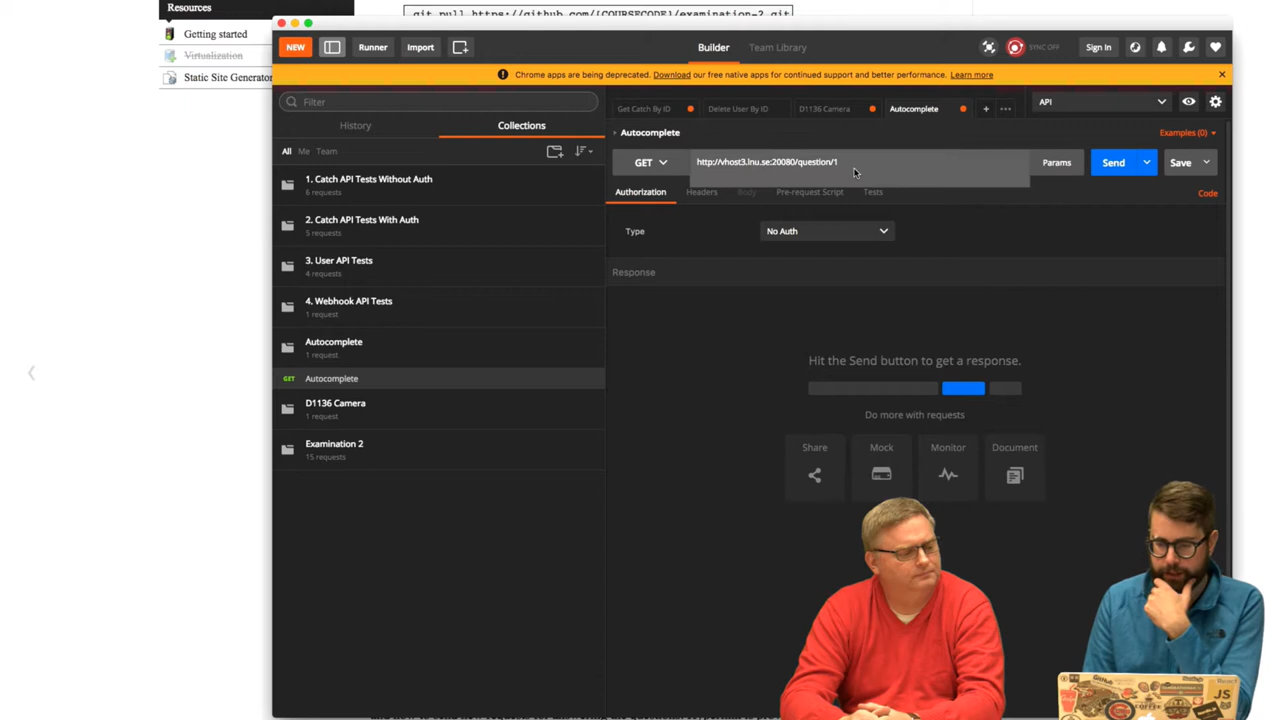 Resources
Getting started
Virtualization
Static Site Generator
git pull https://github.com/[COURSECODE]/examination-2.git
NEW
Runner
Import
Builder
Team Library
SYNC OFF
Sign In
Chrome apps are being deprecated. Download our free native apps for continued support and better performance. Learn more
Filter
History
Collections
All Me Team
1. Catch API Tests Without Auth
6 requests
2. Catch API Tests With Auth
5 requests
3. User API Tests
4 requests
4. Webhook API Tests
1 request
Autocomplete
1 request
GET Autocomplete
D1136 Camera
1 request
Examination 2
15 requests
Get Catch By ID
Delete User By ID
D1136 Camera
Autocomplete
API
Autocomplete
Examples (0)
GET
http://vhost3.lnu.se:20080/question/1
Params
Send
Save
Authorization
Headers
Body
Pre-request Script
Tests
Code
Type
No Auth
Response
Hit the Send button to get a response.
Do more with requests
Share
Mock
Monitor
Document
GitHub
COFFEE
JS